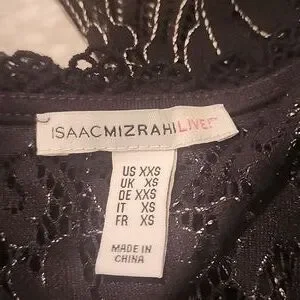 ISAACMIZRAHILIVE!
US XXS
UK XS
DE XXS
IT XS
FR XS
MADE IN
CHINA